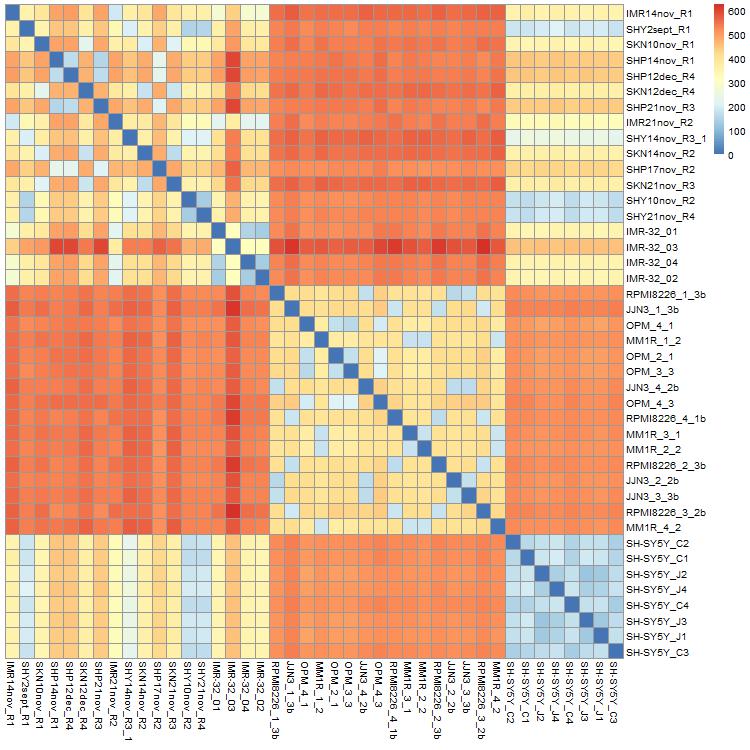 IMR14nov_R1
SHY2sept_R1
SKN10nov_R1
SHP14nov_R1
SHP12dec_R4
SKN12dec_R4
SHP21nov_R3
IMR21nov_R2
SHY14nov_R3_1
SKN14nov_R2
SHP17nov_R2
SKN21nov_R3
SHY10nov_R2
SHY21nov_R4
IMR-32_01
IMR-32_03
IMR-32_04
IMR-32_02
RPMI8226_1_3b
JJN3_1_3b
OPM_4_1
MM1R_1_2
OPM_2_1
OPM_3_3
JJN3_4_2b
OPM_4_3
RPMI8226_4_1b
MM1R_3_1
MM1R_2_2
RPMI8226_2_3b
JJN3_2_2b
JJN3_3_3b
RPMI8226_3_2b
MM1R_4_2
SH-SY5Y_C2
SH-SY5Y_C1
SH-SY5Y_J2
SH-SY5Y_J4
SH-SY5Y_C4
SH-SY5Y_J3
SH-SY5Y_J1
SH-SY5Y_C3
600
500
400
300
200
100
0
IMR14nov_R1
SHY2sept_R1
SKN10nov_R1
SHP14nov_R1
SHP12dec_R4
SKN12dec_R4
SHP21nov_R3
IMR21nov_R2
SHY14nov_R3_1
SKN14nov_R2
SHP17nov_R2
SKN21nov_R3
SHY10nov_R2
SHY21nov_R4
IMR-32_01
IMR-32_03
IMR-32_04
IMR-32_02
RPMI8226_1_3b
JJN3_1_3b
OPM_4_1
MM1R_1_2
OPM_2_1
OPM_3_3
JJN3_4_2b
OPM_4_3
RPMI8226_4_1b
MM1R_3_1
MM1R_2_2
RPMI8226_2_3b
JJN3_2_2b
JJN3_3_3b
RPMI8226_3_2b
MM1R_4_2
SH-SY5Y_C2
SH-SY5Y_C1
SH-SY5Y_J2
SH-SY5Y_J4
SH-SY5Y_C4
SH-SY5Y_J3
SH-SY5Y_J1
SH-SY5Y_C3